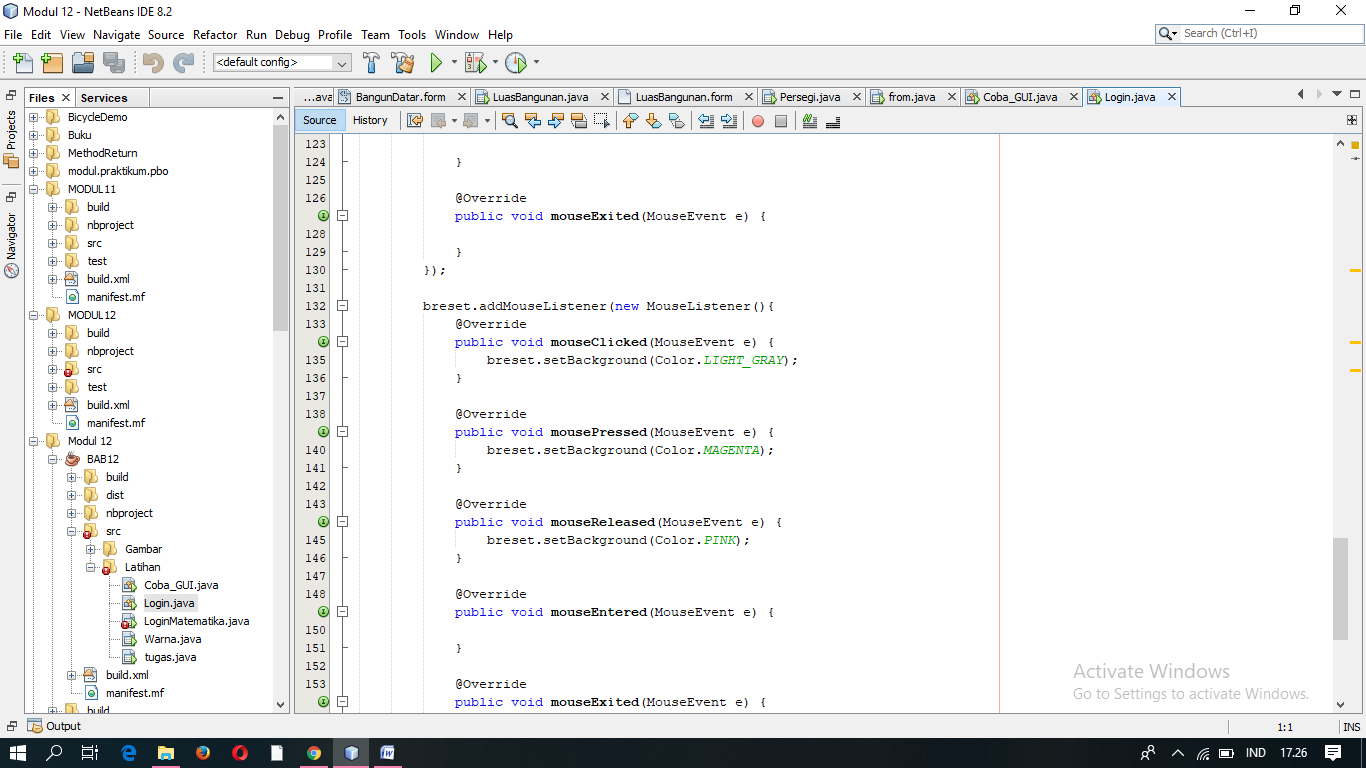 Modul 12 - NetBeans IDE 8.2
File Edit View Navigate Source Refactor Run Debug Profile Team Tools Window Help
Search (Ctrl+I)
<default config>
Projects
Navigator
Files
Services
BicycleDemo
Buku
MethodReturn
modul.praktikum.pbo
MODUL11
build
nbproject
src
test
build.xml
manifest.mf
MODUL12
build
nbproject
src
test
build.xml
manifest.mf
Modul 12
BAB12
build
dist
nbproject
src
Gambar
Latihan
Coba_GUI.java
Login.java
LoginMatematika.java
Warna.java
tugas.java
build.xml
manifest.mf
build
...ava BangunDatar.form LuasBangunan.java LuasBangunan.form Persegi.java from.java Coba_GUI.java Login.java
Source History
123
124 }
125
126 @Override
public void mouseExited(MouseEvent e) {
128
129 }
130 });
131
132 breset.addMouseListener(new MouseListener(){
133 @Override
public void mouseClicked(MouseEvent e) {
135 breset.setBackground(Color.LIGHT_GRAY);
136 }
137
138 @Override
public void mousePressed(MouseEvent e) {
140 breset.setBackground(Color.MAGENTA);
141 }
142
143 @Override
public void mouseReleased(MouseEvent e) {
145 breset.setBackground(Color.PINK);
146 }
147
148 @Override
public void mouseEntered(MouseEvent e) {
150
151 }
152
153 @Override
public void mouseExited(MouseEvent e) {
Activate Windows
Go to Settings to activate Windows.
Output
1:1 INS
IND 17.26